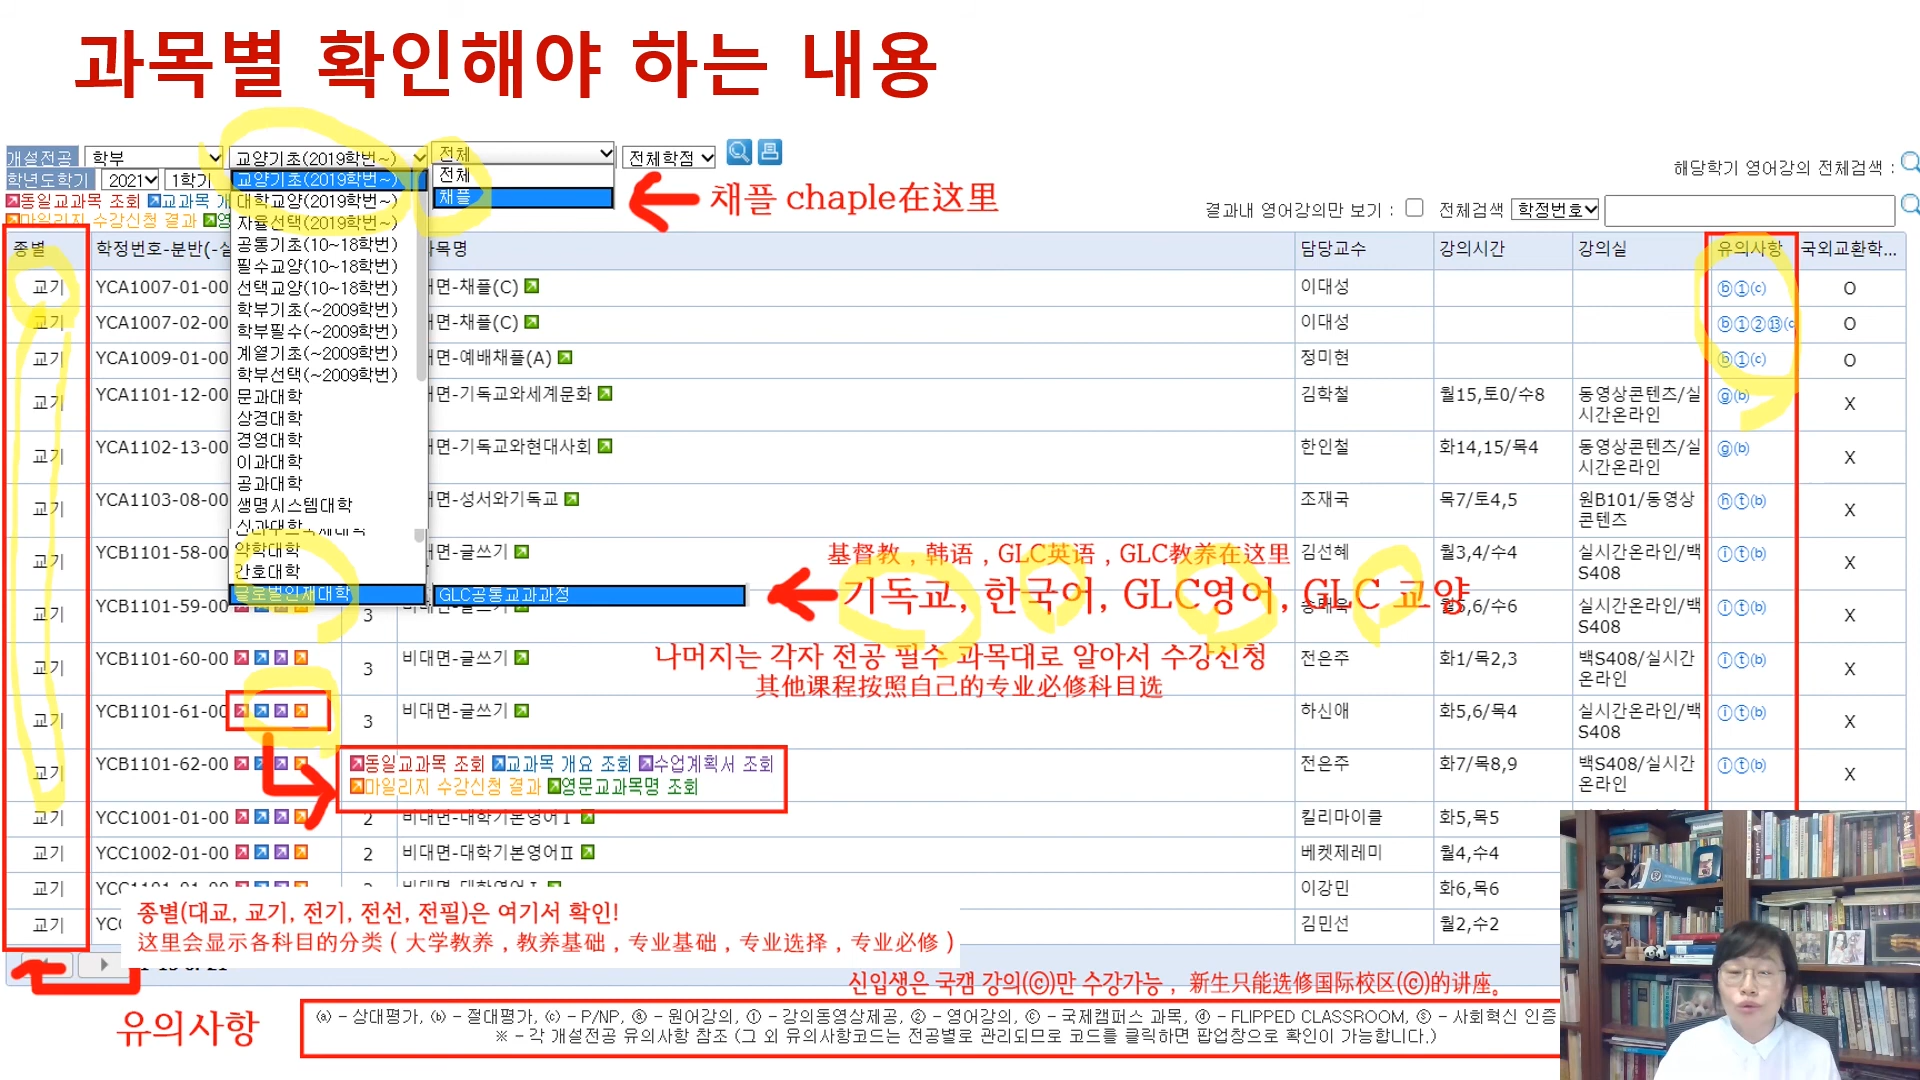 과목별 확인해야 하는 내용
개설전공 학부 교양기초(2019학번~) 전체 전체학점
해당학기 영어강의 전체검색 :
학년도학기 2021 1학기
결과내 영어강의만 보기 : 전체검색 학정번호
동일교과목 조회 교과목 개
마일리지 수강신청 결과 영
교양기초(2019학번~)
대학교양(2019학번~)
자율선택(2019학번~)
공통기초(10~18학번)
필수교양(10~18학번)
선택교양(10~18학번)
학부기초(~2009학번)
학부필수(~2009학번)
계열기초(~2009학번)
학부선택(~2009학번)
문과대학
상경대학
경영대학
이과대학
공과대학
생명시스템대학
신과대학
약학대학
간호대학
글로벌인재대학
전체
채플
GLC공통교과과정
채플 chaple在这里
종별 학정번호-분반(-실 과목명 담당교수 강의시간 강의실 유의사항 국외교환학...
교기 YCA1007-01-00 면-채플(C) 이대성 ⓑ①(c) O
교기 YCA1007-02-00 면-채플(C) 이대성 ⓑ①②⑬(c O
교기 YCA1009-01-00 면-예배채플(A) 정미현 ⓑ①(c) O
교기 YCA1101-12-00 면-기독교와세계문화 김학철 월15,토0/수8 동영상콘텐츠/실시간온라인 ⓖ(b) X
교기 YCA1102-13-00 면-기독교와현대사회 한인철 화14,15/목4 동영상콘텐츠/실시간온라인 ⓖ(b) X
교기 YCA1103-08-00 면-성서와기독교 조재국 목7/토4,5 원B101/동영상콘텐츠 ⓗⓣ(b) X
교기 YCB1101-58-00 면-글쓰기 김선혜 월3,4/수4 실시간온라인/백S408 ⓘⓣ(b) X
교기 YCB1101-59-00 3 비대면-글쓰기 5,6/수6 실시간온라인/백S408 ⓘⓣ(b) X
교기 YCB1101-60-00 3 비대면-글쓰기 전은주 화1/목2,3 백S408/실시간온라인 ⓘⓣ(b) X
교기 YCB1101-61-00 3 비대면-글쓰기 하신애 화5,6/목4 실시간온라인/백S408 ⓘⓣ(b) X
교기 YCB1101-62-00 전은주 화7/목8,9 백S408/실시간온라인 ⓘⓣ(b) X
교기 YCC1001-01-00 2 비대면-대학기본영어Ⅰ 킬리마이클 화5,목5
교기 YCC1002-01-00 2 비대면-대학기본영어Ⅱ 베켓제레미 월4,수4
교기 이강민 화6,목6
교기 YCC 김민선 월2,수2
基督教 , 韩语 , GLC英语 , GLC教养在这里
기독교, 한국어, GLC영어, GLC 교양
나머지는 각자 전공 필수 과목대로 알아서 수강신청
其他课程按照自己的专业必修科目选
동일교과목 조회 교과목 개요 조회 수업계획서 조회
마일리지 수강신청 결과 영문교과목명 조회
종별(대교, 교기, 전기, 전선, 전필)은 여기서 확인!
这里会显示各科目的分类 ( 大学教养 , 教养基础 , 专业基础 , 专业选择 , 专业必修 )
신입생은 국캠 강의(ⓒ)만 수강가능 , 新生只能选修国际校区(ⓒ)的讲座。
유의사항
ⓐ - 상대평가, (b) - 절대평가, (c) - P/NP, ⓐ - 원어강의, ① - 강의동영상제공, ② - 영어강의, ⓒ - 국제캠퍼스 과목, ⓓ - FLIPPED CLASSROOM, ⓢ - 사회혁신 인증
※ - 각 개설전공 유의사항 참조 (그 외 유의사항코드는 전공별로 관리되므로 코드를 클릭하면 팝업창으로 확인이 가능합니다.)